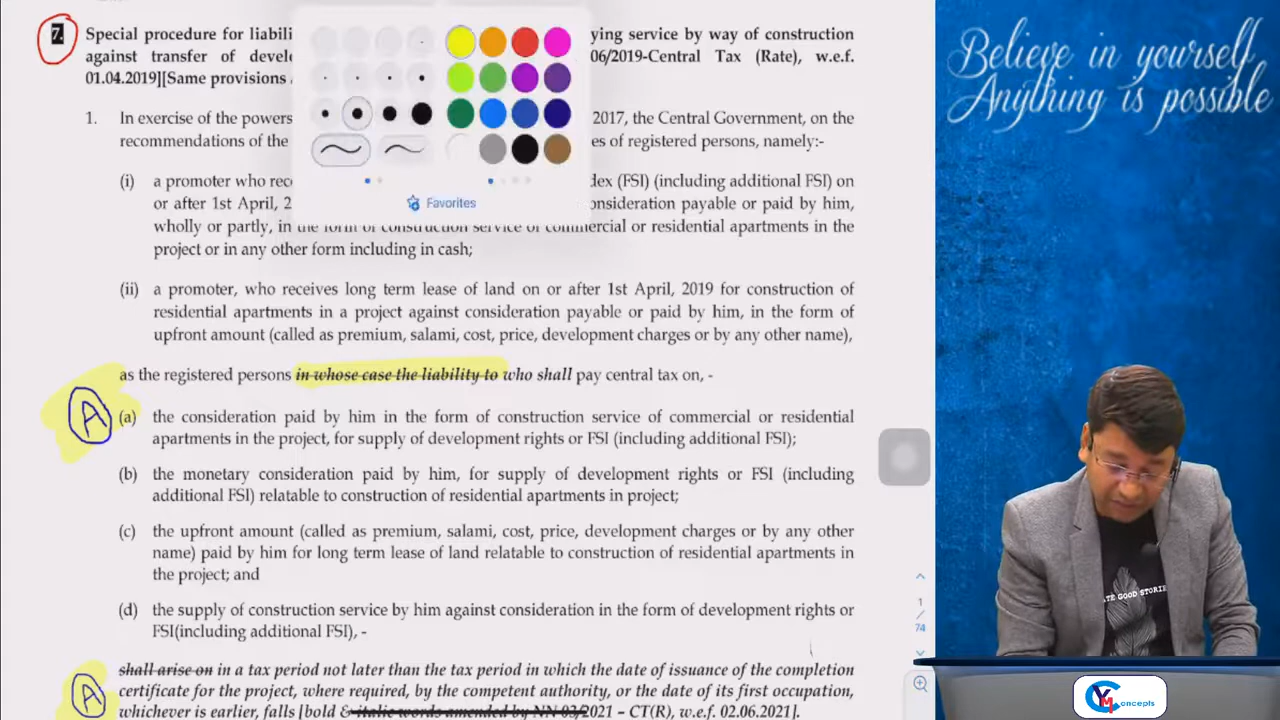 7. Special procedure for liabili ying service by way of construction
against transfer of devel 06/2019-Central Tax (Rate), w.e.f.
01.04.2019][Same provisions
1. In exercise of the powers 2017, the Central Government, on the
recommendations of the es of registered persons, namely:-
(i) a promoter who rec dex (FSI) (including additional FSI) on
or after 1st April, 2 onsideration payable or paid by him,
wholly or partly, in the form of construction service of commercial or residential apartments in the
project or in any other form including in cash;
(ii) a promoter, who receives long term lease of land on or after 1st April, 2019 for construction of
residential apartments in a project against consideration payable or paid by him, in the form of
upfront amount (called as premium, salami, cost, price, development charges or by any other name),
as the registered persons in whose case the liability to who shall pay central tax on, -
A
(a) the consideration paid by him in the form of construction service of commercial or residential
apartments in the project, for supply of development rights or FSI (including additional FSI);
(b) the monetary consideration paid by him, for supply of development rights or FSI (including
additional FSI) relatable to construction of residential apartments in project;
(c) the upfront amount (called as premium, salami, cost, price, development charges or by any other
name) paid by him for long term lease of land relatable to construction of residential apartments in
the project; and
(d) the supply of construction service by him against consideration in the form of development rights or
FSI(including additional FSI), -
A
shall arise on in a tax period not later than the tax period in which the date of issuance of the completion
certificate for the project, where required, by the competent authority, or the date of its first occupation,
whichever is earlier, falls [bold & italic words amended by NN 03/2021 – CT(R), w.e.f. 02.06.2021].
Favorites
1
/
74
Believe in yourself
Anything is possible
ATE GOOD STORIE
YM Concepts